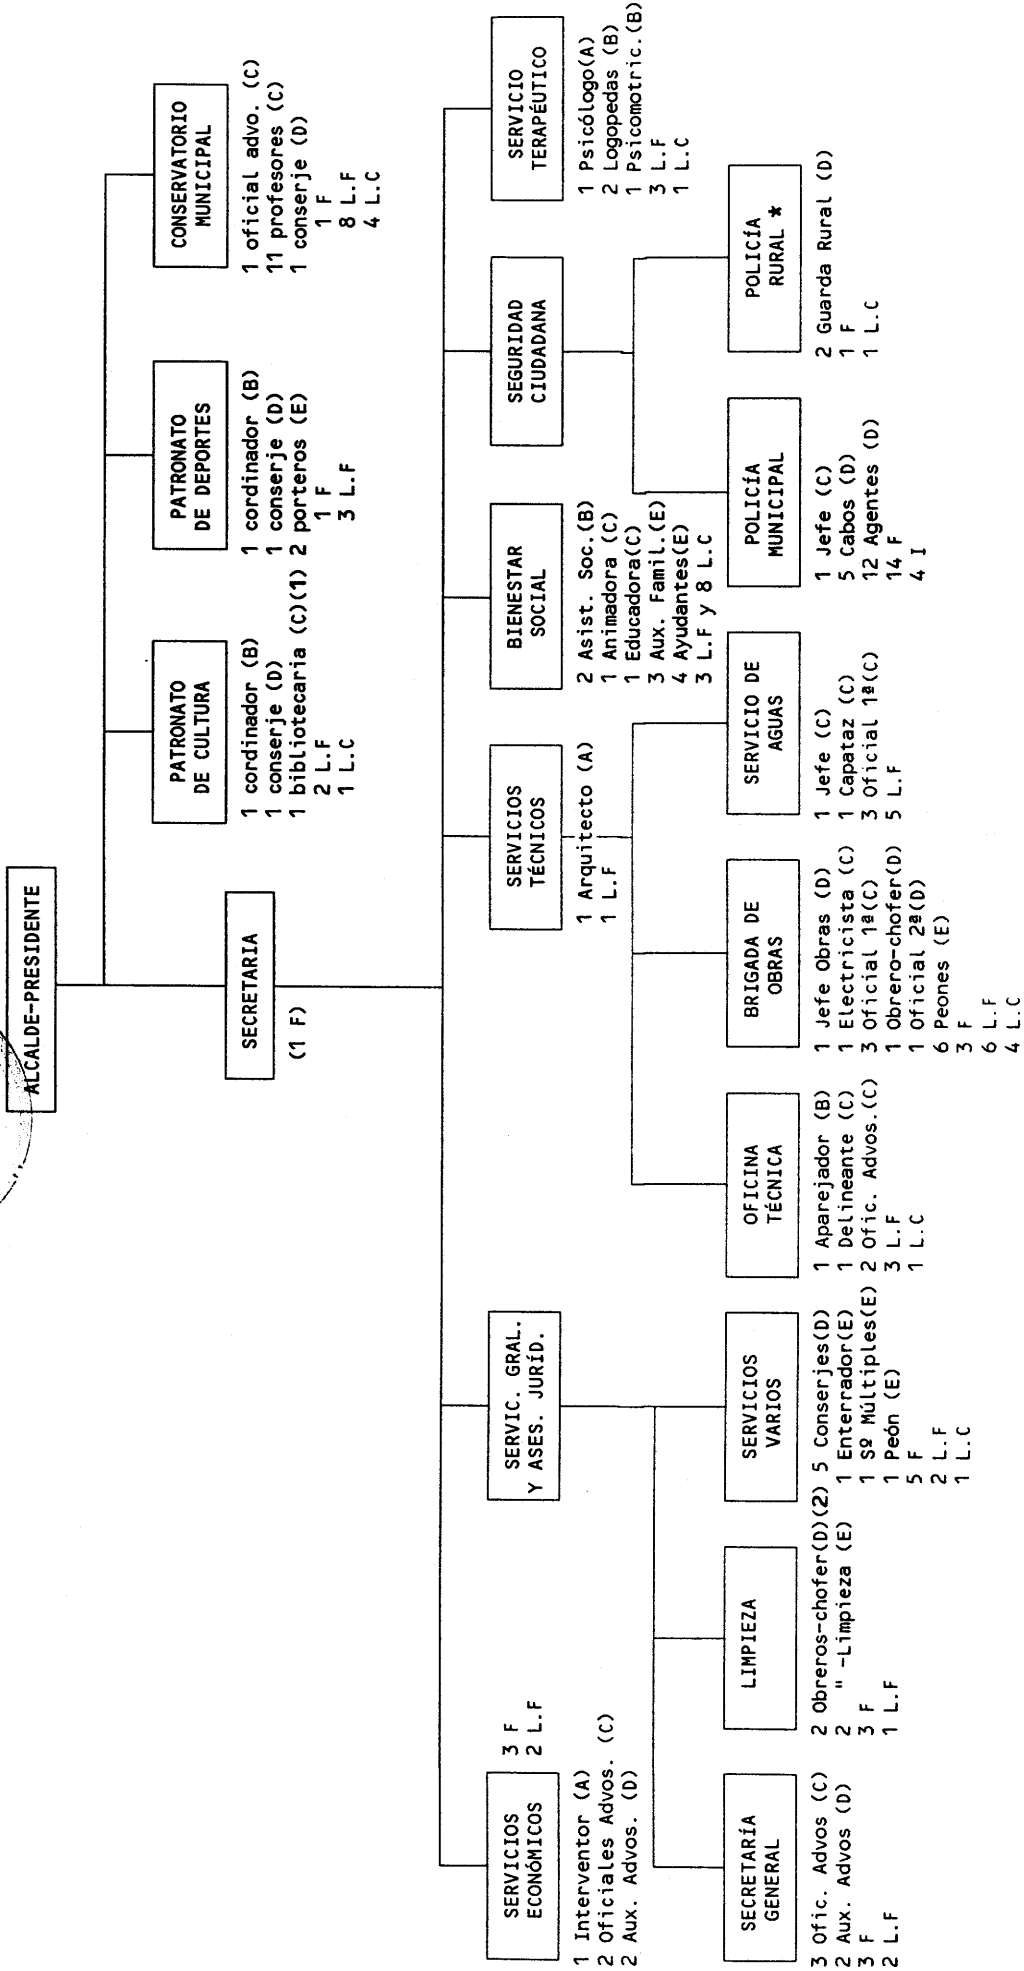 ALCALDE-PRESIDENTE
SECRETARIA
(1 F)
PATRONATO
DE CULTURA
1 cordinador (B)
1 conserje (D)
1 bibliotecaria (C)(1)
2 L.F
1 L.C
PATRONATO
DE DEPORTES
1 cordinador (B)
1 conserje (D)
2 porteros (E)
1 F
3 L.F
CONSERVATORIO
MUNICIPAL
1 oficial advo. (C)
11 profesores (C)
1 conserje (D)
1 F
8 L.F
4 L.C
SERVICIOS
ECONÓMICOS
3 F
2 L.F
1 Interventor (A)
2 Oficiales Advos. (C)
2 Aux. Advos. (D)
SERVIC. GRAL.
Y ASES. JURÍD.
SERVICIOS
TÉCNICOS
1 Arquitecto (A)
1 L.F
BIENESTAR
SOCIAL
2 Asist. Soc.(B)
1 Animadora (C)
1 Educadora(C)
3 Aux. Famil.(E)
4 Ayudantes(E)
3 L.F y 8 L.C
SEGURIDAD
CIUDADANA
SERVICIO
TERAPÉUTICO
1 Psicólogo(A)
2 Logopedas (B)
1 Psicomotric.(B)
3 L.F
1 L.C
SECRETARÍA
GENERAL
3 Ofic. Advos (C)
2 Aux. Advos (D)
3 F
2 L.F
LIMPIEZA
2 Obreros-chofer(D)(2)
2 " -Limpieza (E)
3 F
1 L.F
SERVICIOS
VARIOS
5 Conserjes(D)
1 Enterrador(E)
1 Sº Múltiples(E)
1 Peón (E)
5 F
2 L.F
1 L.C
OFICINA
TÉCNICA
1 Aparejador (B)
1 Delineante (C)
2 Ofic. Advos.(C)
3 L.F
1 L.C
BRIGADA DE
OBRAS
1 Jefe Obras (D)
1 Electricista (C)
3 Oficial 1ª(C)
1 Obrero-chofer(D)
1 Oficial 2ª(D)
6 Peones (E)
3 F
6 L.F
4 L.C
SERVICIO DE
AGUAS
1 Jefe (C)
1 Capataz (C)
3 Oficial 1ª(C)
5 L.F
POLICÍA
MUNICIPAL
1 Jefe (C)
5 Cabos (D)
12 Agentes (D)
14 F
4 I
POLICÍA
RURAL *
2 Guarda Rural (D)
1 F
1 L.C